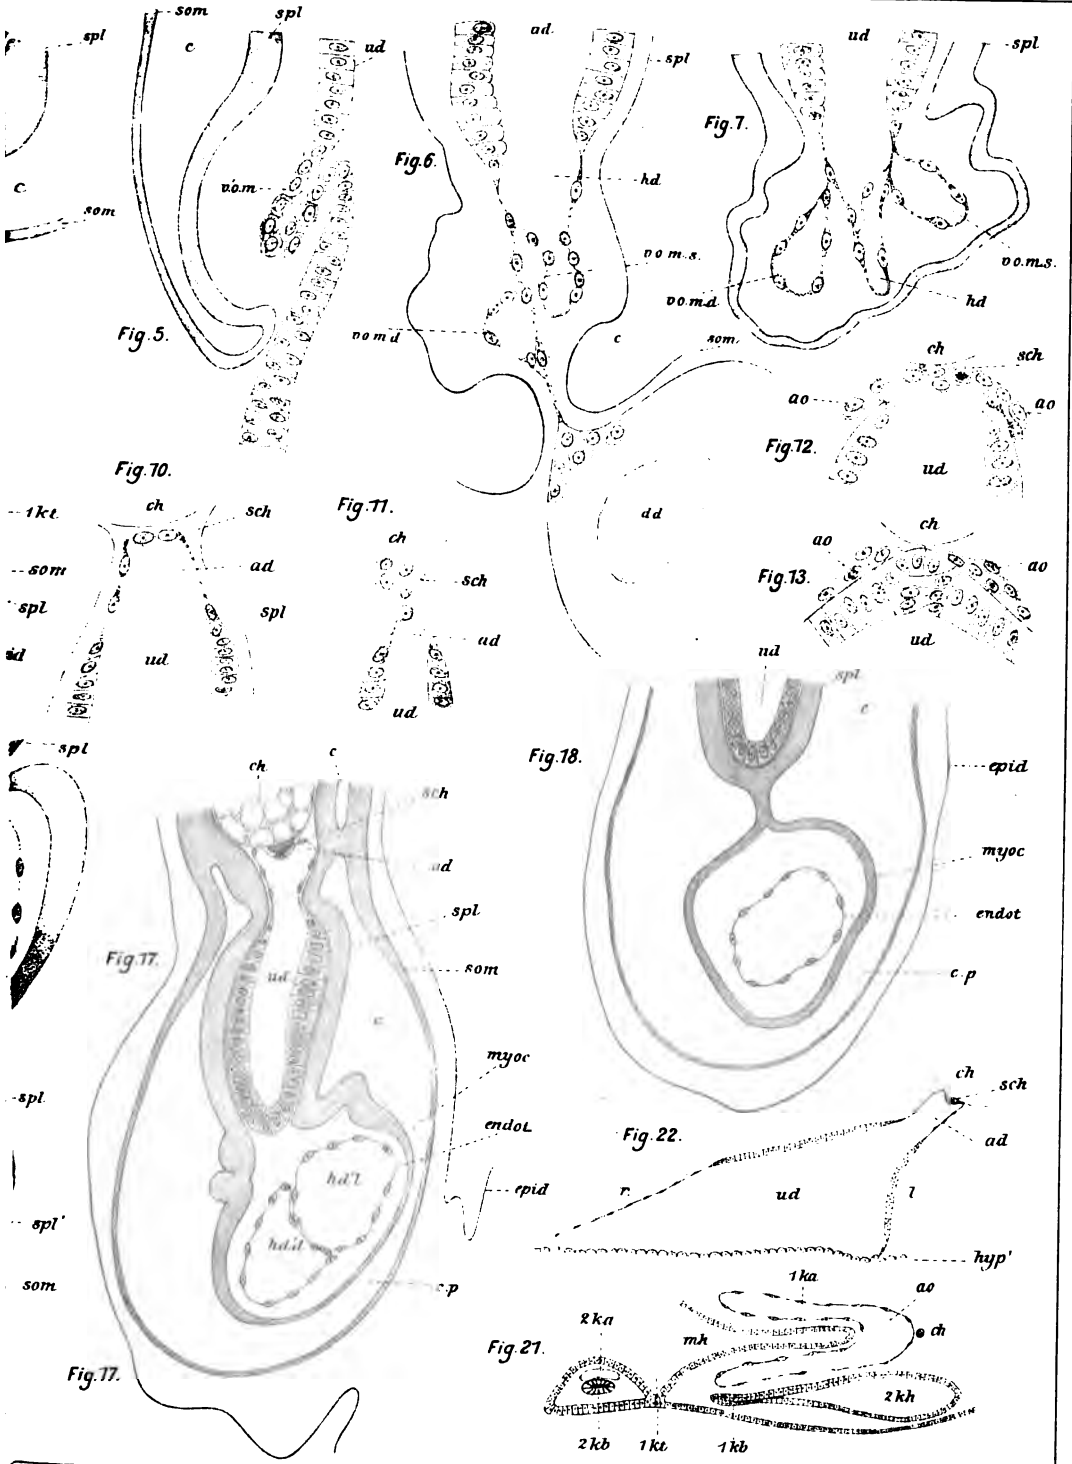 som
spl
spl
c
ud
ad.
spl
ud
spl
Fig.7.
Fig.6.
c.
v.o.m
hd
som
v o m.s.
v.o.m.s.
v.o.m.d
hd
Fig.5.
v o m d
c
som.
ch
sch
ao
ao
Fig.12.
ud
Fig.10.
Fig.11.
1kt
ch
sch
ch
dd
ch
ao
ao
som
ad
sch
Fig.13.
spl
spl
ad
ud
ud
ud
ud
spl
c
Fig.18.
epid
spl
ch
c
sch
ad
myoc
spl
endot
Fig.17.
ud
som
c.p
c
myoc
ch
sch
spl
endot
Fig.22.
ad
hd'l
r.
ud
l
epid
spl'
hd'd
hyp'
som
c.p
1ka
ao
2ka
mh
ch
Fig.21.
2kh
Fig.17.
2kb
1kt
1kb